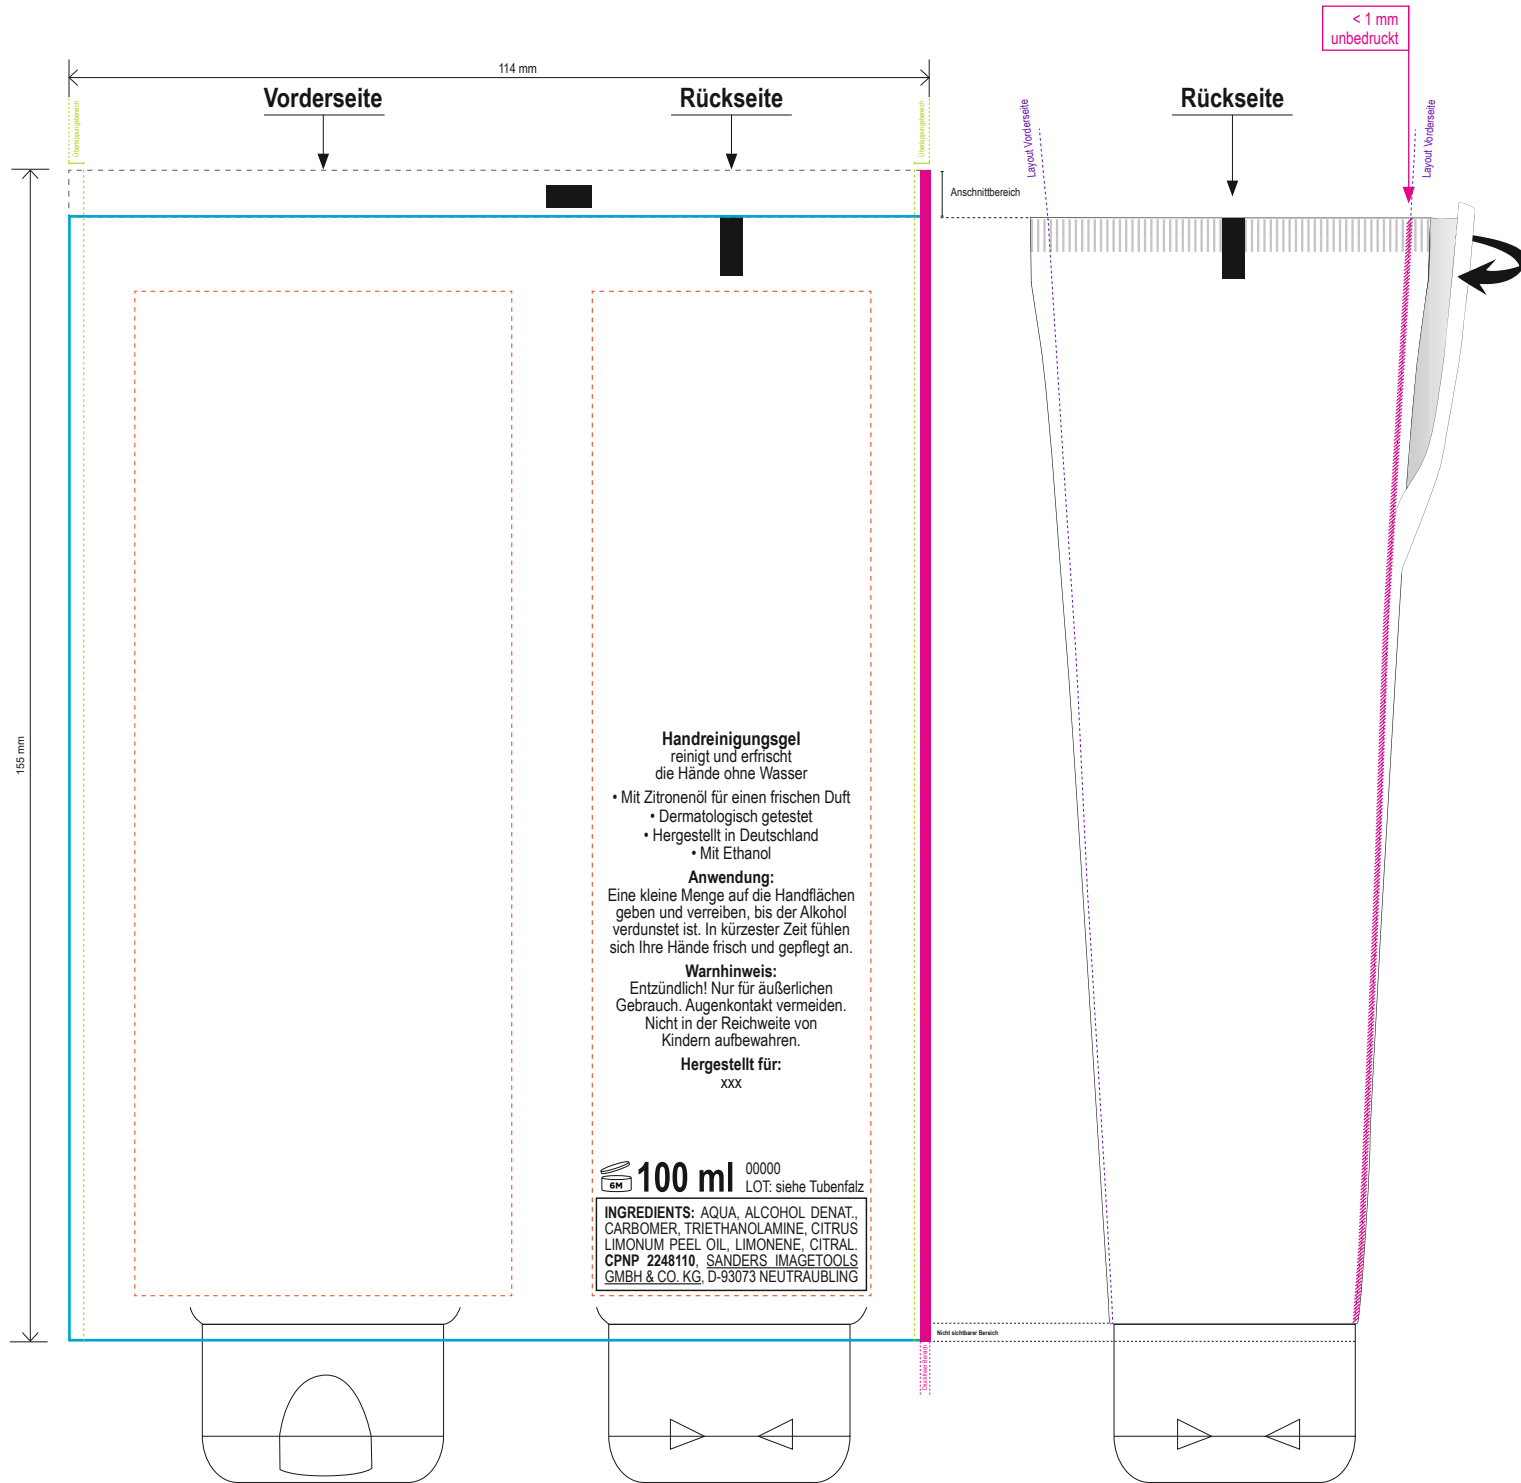 < 1 mm
unbedruckt
114 mm
Vorderseite
Rückseite
Rückseite
Überlappungsbereich
Überlappungsbereich
Layout Vorderseite
Layout Vorderseite
Anschnittbereich
155 mm
Handreinigungsgel
reinigt und erfrischt
die Hände ohne Wasser
• Mit Zitronenöl für einen frischen Duft
• Dermatologisch getestet
• Hergestellt in Deutschland
• Mit Ethanol
Anwendung:
Eine kleine Menge auf die Handflächen
geben und verreiben, bis der Alkohol
verdunstet ist. In kürzester Zeit fühlen
sich Ihre Hände frisch und gepflegt an.
Warnhinweis:
Entzündlich! Nur für äußerlichen
Gebrauch. Augenkontakt vermeiden.
Nicht in der Reichweite von
Kindern aufbewahren.
Hergestellt für:
xxx
6M
100 ml
00000
LOT: siehe Tubenfalz
INGREDIENTS: AQUA, ALCOHOL DENAT.,
CARBOMER, TRIETHANOLAMINE, CITRUS
LIMONUM PEEL OIL, LIMONENE, CITRAL.
CPNP 2248110, SANDERS IMAGETOOLS
GMBH & CO. KG, D-93073 NEUTRAUBLING
Nicht sichtbarer Bereich
Druckfreier Bereich